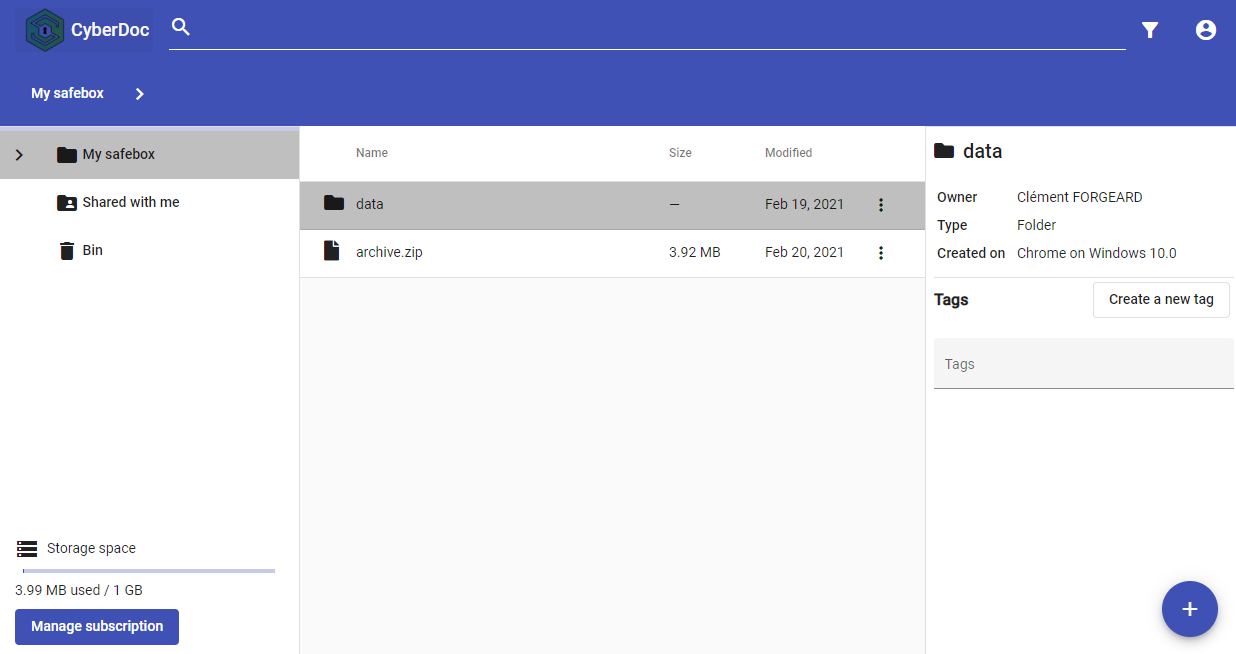 CyberDoc
My safebox
My safebox
Shared with me
Bin
Storage space
3.99 MB used / 1 GB
Manage subscription
Name Size Modified
data — Feb 19, 2021
archive.zip 3.92 MB Feb 20, 2021
data
Owner Clément FORGEARD
Type Folder
Created on Chrome on Windows 10.0
Tags Create a new tag
Tags